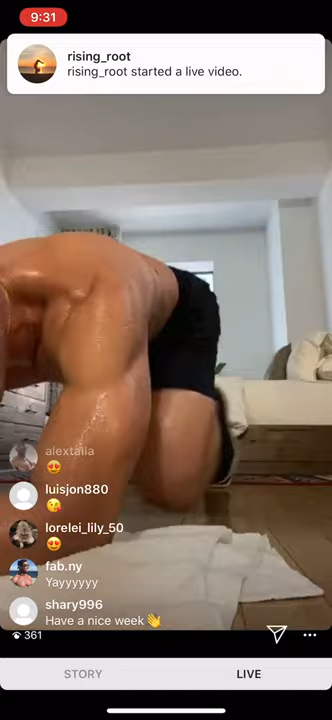 9:31
rising_root
rising_root started a live video.
alextalla
😍
luisjon880
😘
lorelei_lily_50
😍
fab.ny
Yayyyyyy
shary996
Have a nice week👋
361
STORY
LIVE